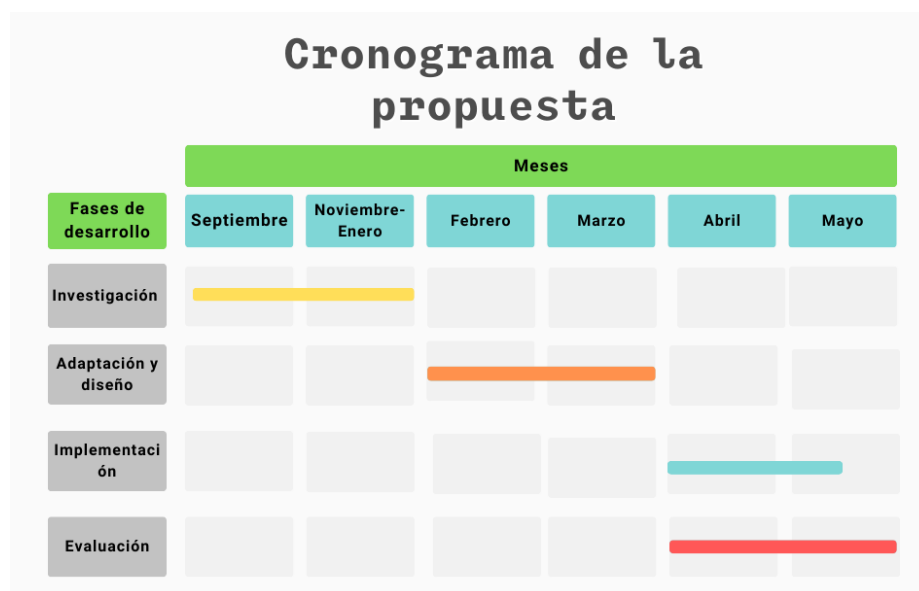 Cronograma de la
propuesta
Meses
Fases de
desarrollo
Septiembre
Noviembre-
Enero
Febrero
Marzo
Abril
Mayo
Investigación
Adaptación y
diseño
Implementaci
ón
Evaluación